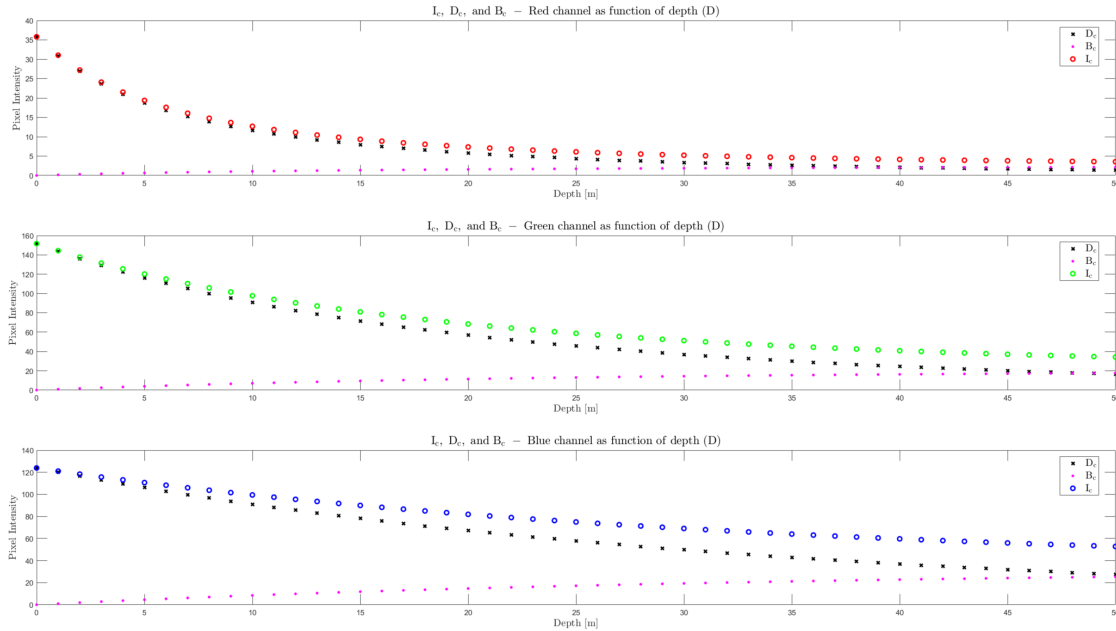 I_c, D_c, and B_c − Red channel as function of depth (D)
40
35
30
25
20
15
10
5
0
Pixel Intensity
D_c
B_c
I_c
0 5 10 15 20 25 30 35 40 45 50
Depth [m]
I_c, D_c, and B_c − Green channel as function of depth (D)
160
140
120
100
80
60
40
20
0
Pixel Intensity
D_c
B_c
I_c
0 5 10 15 20 25 30 35 40 45 50
Depth [m]
I_c, D_c, and B_c − Blue channel as function of depth (D)
140
120
100
80
60
40
20
0
Pixel Intensity
D_c
B_c
I_c
0 5 10 15 20 25 30 35 40 45 50
Depth [m]